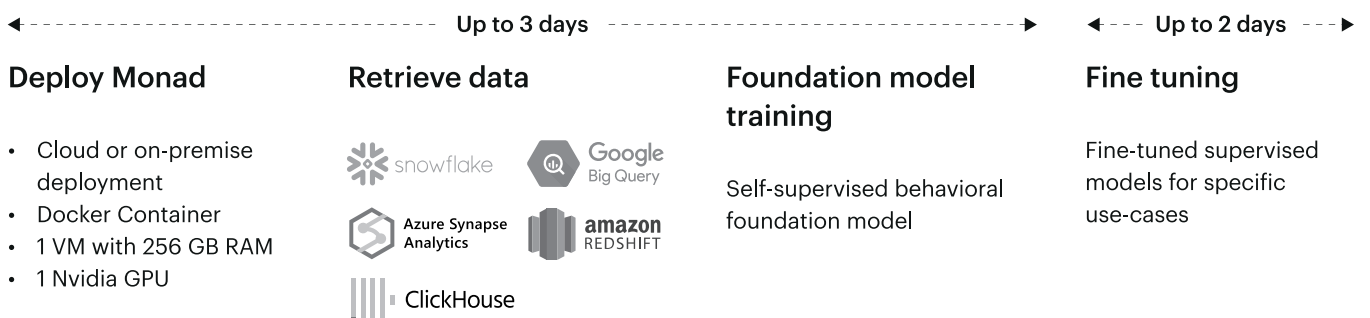 Up to 3 days
Up to 2 days
Deploy Monad
• Cloud or on-premise
deployment
• Docker Container
• 1 VM with 256 GB RAM
• 1 Nvidia GPU
Retrieve data
snowflake
Google
Big Query
Azure Synapse
Analytics
amazon
REDSHIFT
ClickHouse
Foundation model
training
Self-supervised behavioral
foundation model
Fine tuning
Fine-tuned supervised
models for specific
use-cases